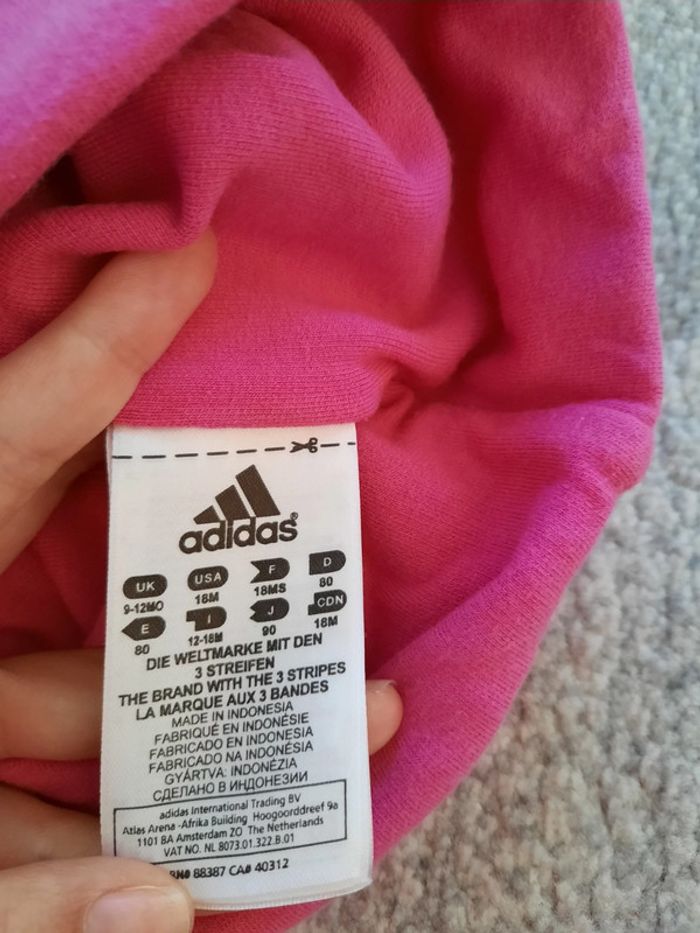 adidas®
UK USA F D
9-12MO 18M 18MS 80
E I J CDN
80 12-18M 90 18M
DIE WELTMARKE MIT DEN
3 STREIFEN
THE BRAND WITH THE 3 STRIPES
LA MARQUE AUX 3 BANDES
MADE IN INDONESIA
FABRIQUÉ EN INDONÉSIE
FABRICADO EN INDONESIA
FABRICADO NA INDONÉSIA
GYÁRTVA: INDONÉZIA
СДЕЛАНО В ИНДОНЕЗИИ
adidas International Trading BV
Atlas Arena -Afrika Building Hoogoorddreef 9a
1101 BA Amsterdam ZO The Netherlands
VAT NO. NL 8073.01.322.B.01
RN# 88387 CA# 40312